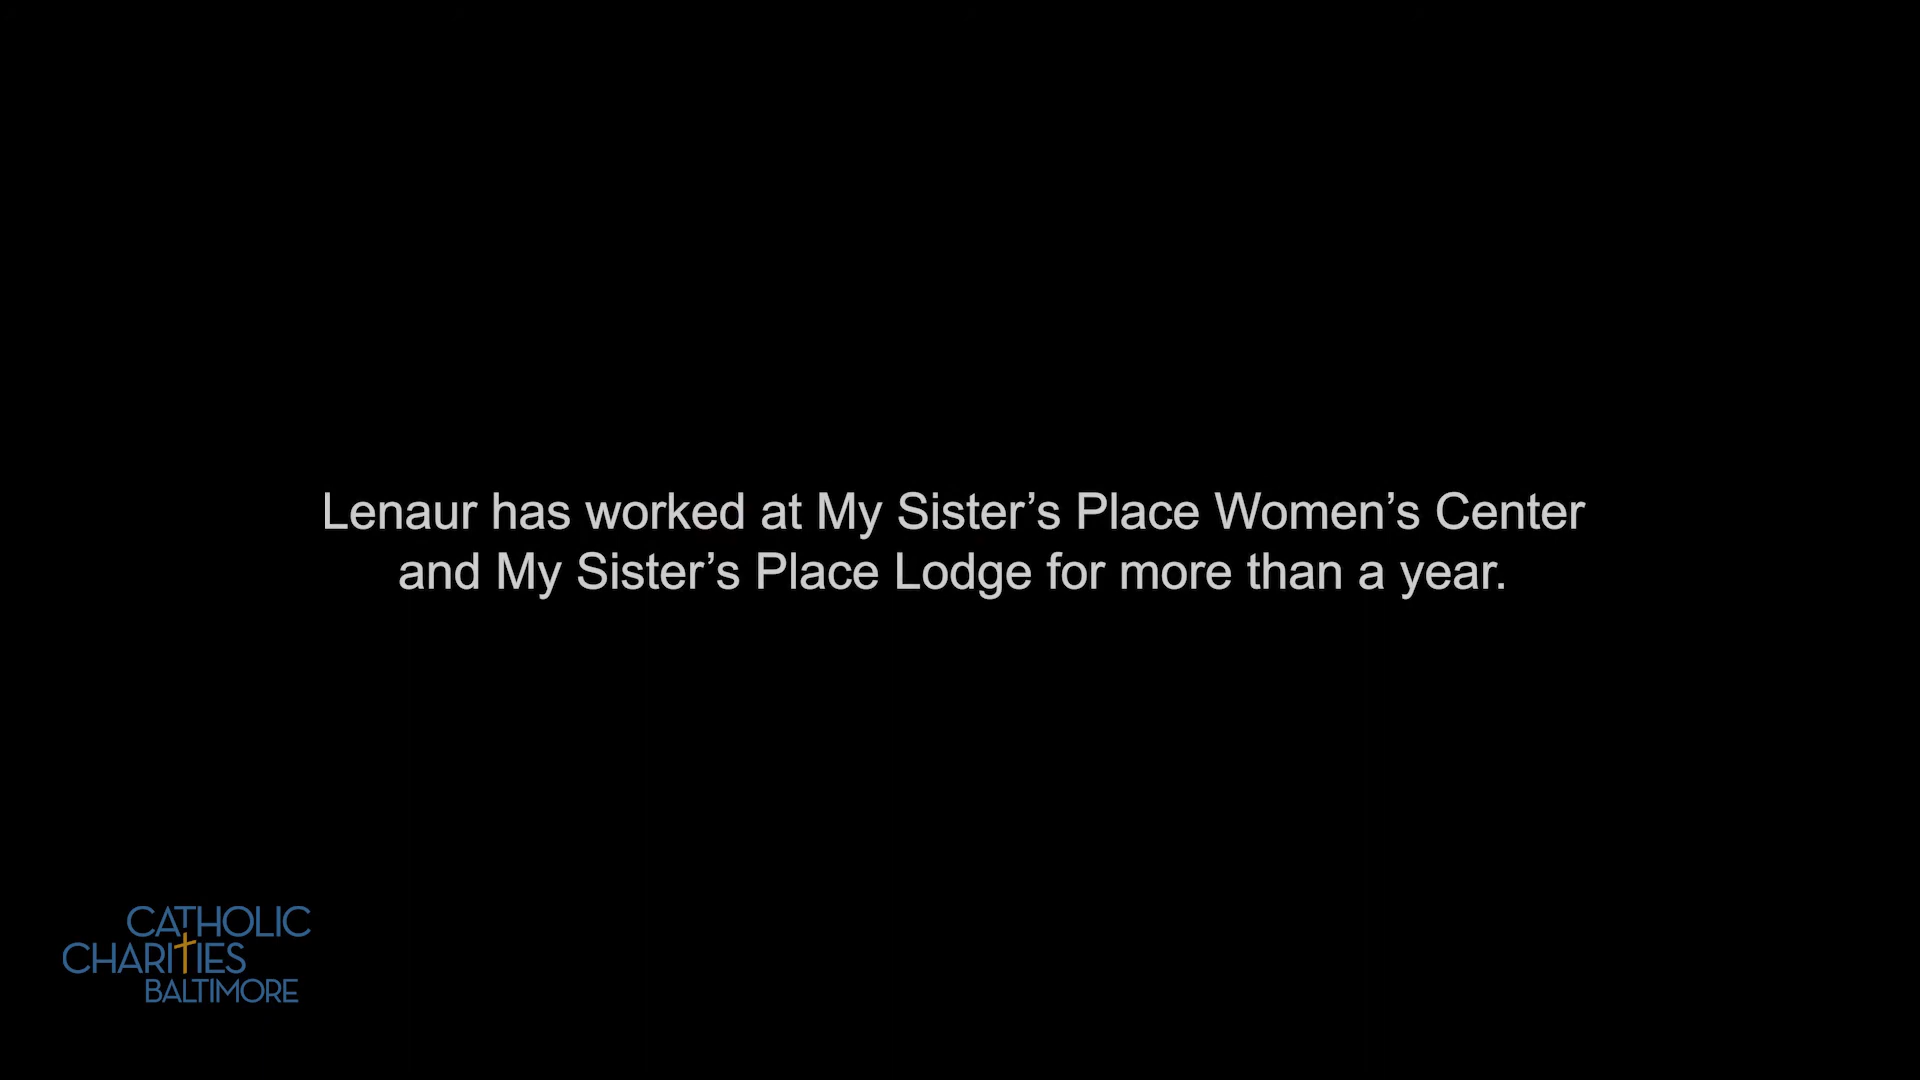 Lenaur has worked at My Sister’s Place Women’s Center
and My Sister’s Place Lodge for more than a year.
CATHOLIC
CHARITIES
BALTIMORE